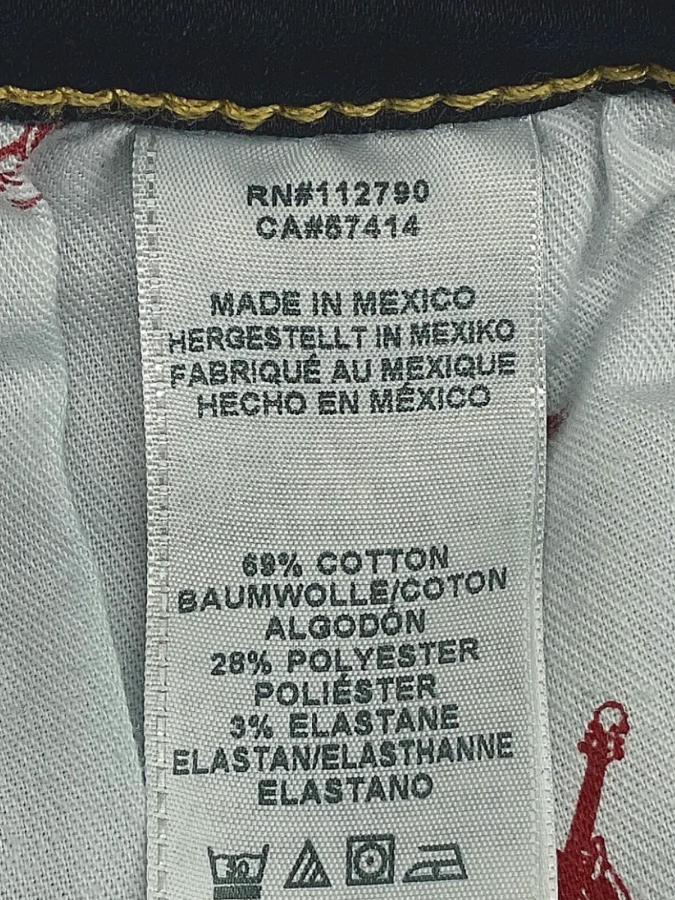 RN#112790
CA#67414
MADE IN MEXICO
HERGESTELLT IN MEXIKO
FABRIQUÉ AU MEXIQUE
HECHO EN MÉXICO
69% COTTON
BAUMWOLLE/COTON
ALGODÓN
28% POLYESTER
POLIÉSTER
3% ELASTANE
ELASTAN/ELASTHANNE
ELASTANO
30